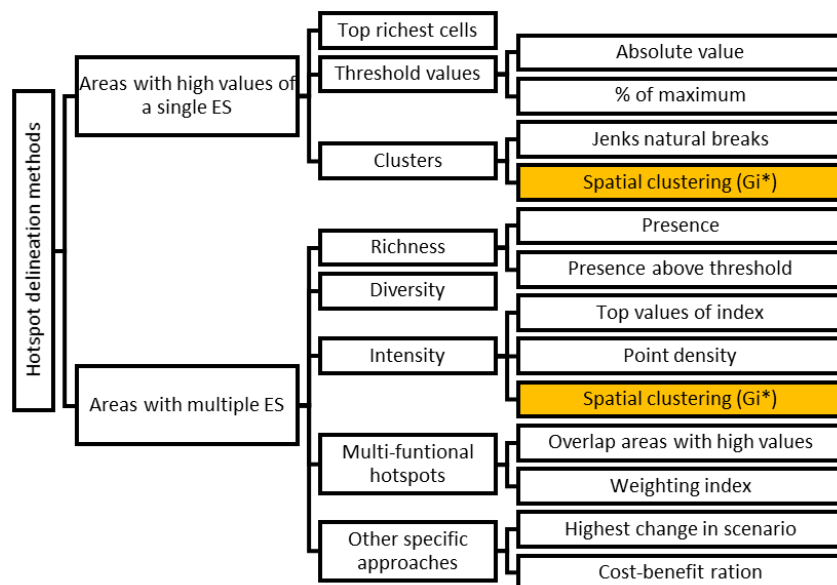 Hotspot delineation methods
Areas with high values of
a single ES
Top richest cells
Threshold values
Absolute value
% of maximum
Clusters
Jenks natural breaks
Spatial clustering (Gi*)
Areas with multiple ES
Richness
Presence
Presence above threshold
Diversity
Intensity
Top values of index
Point density
Spatial clustering (Gi*)
Multi-funtional
hotspots
Overlap areas with high values
Weighting index
Other specific
approaches
Highest change in scenario
Cost-benefit ration